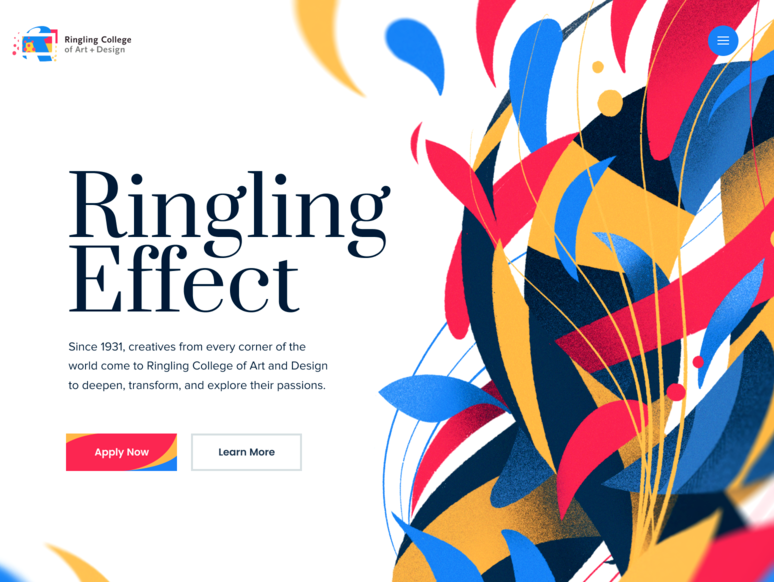 Ringling College
of Art + Design
Ringling
Effect
Since 1931, creatives from every corner of the
world come to Ringling College of Art and Design
to deepen, transform, and explore their passions.
Apply Now
Learn More